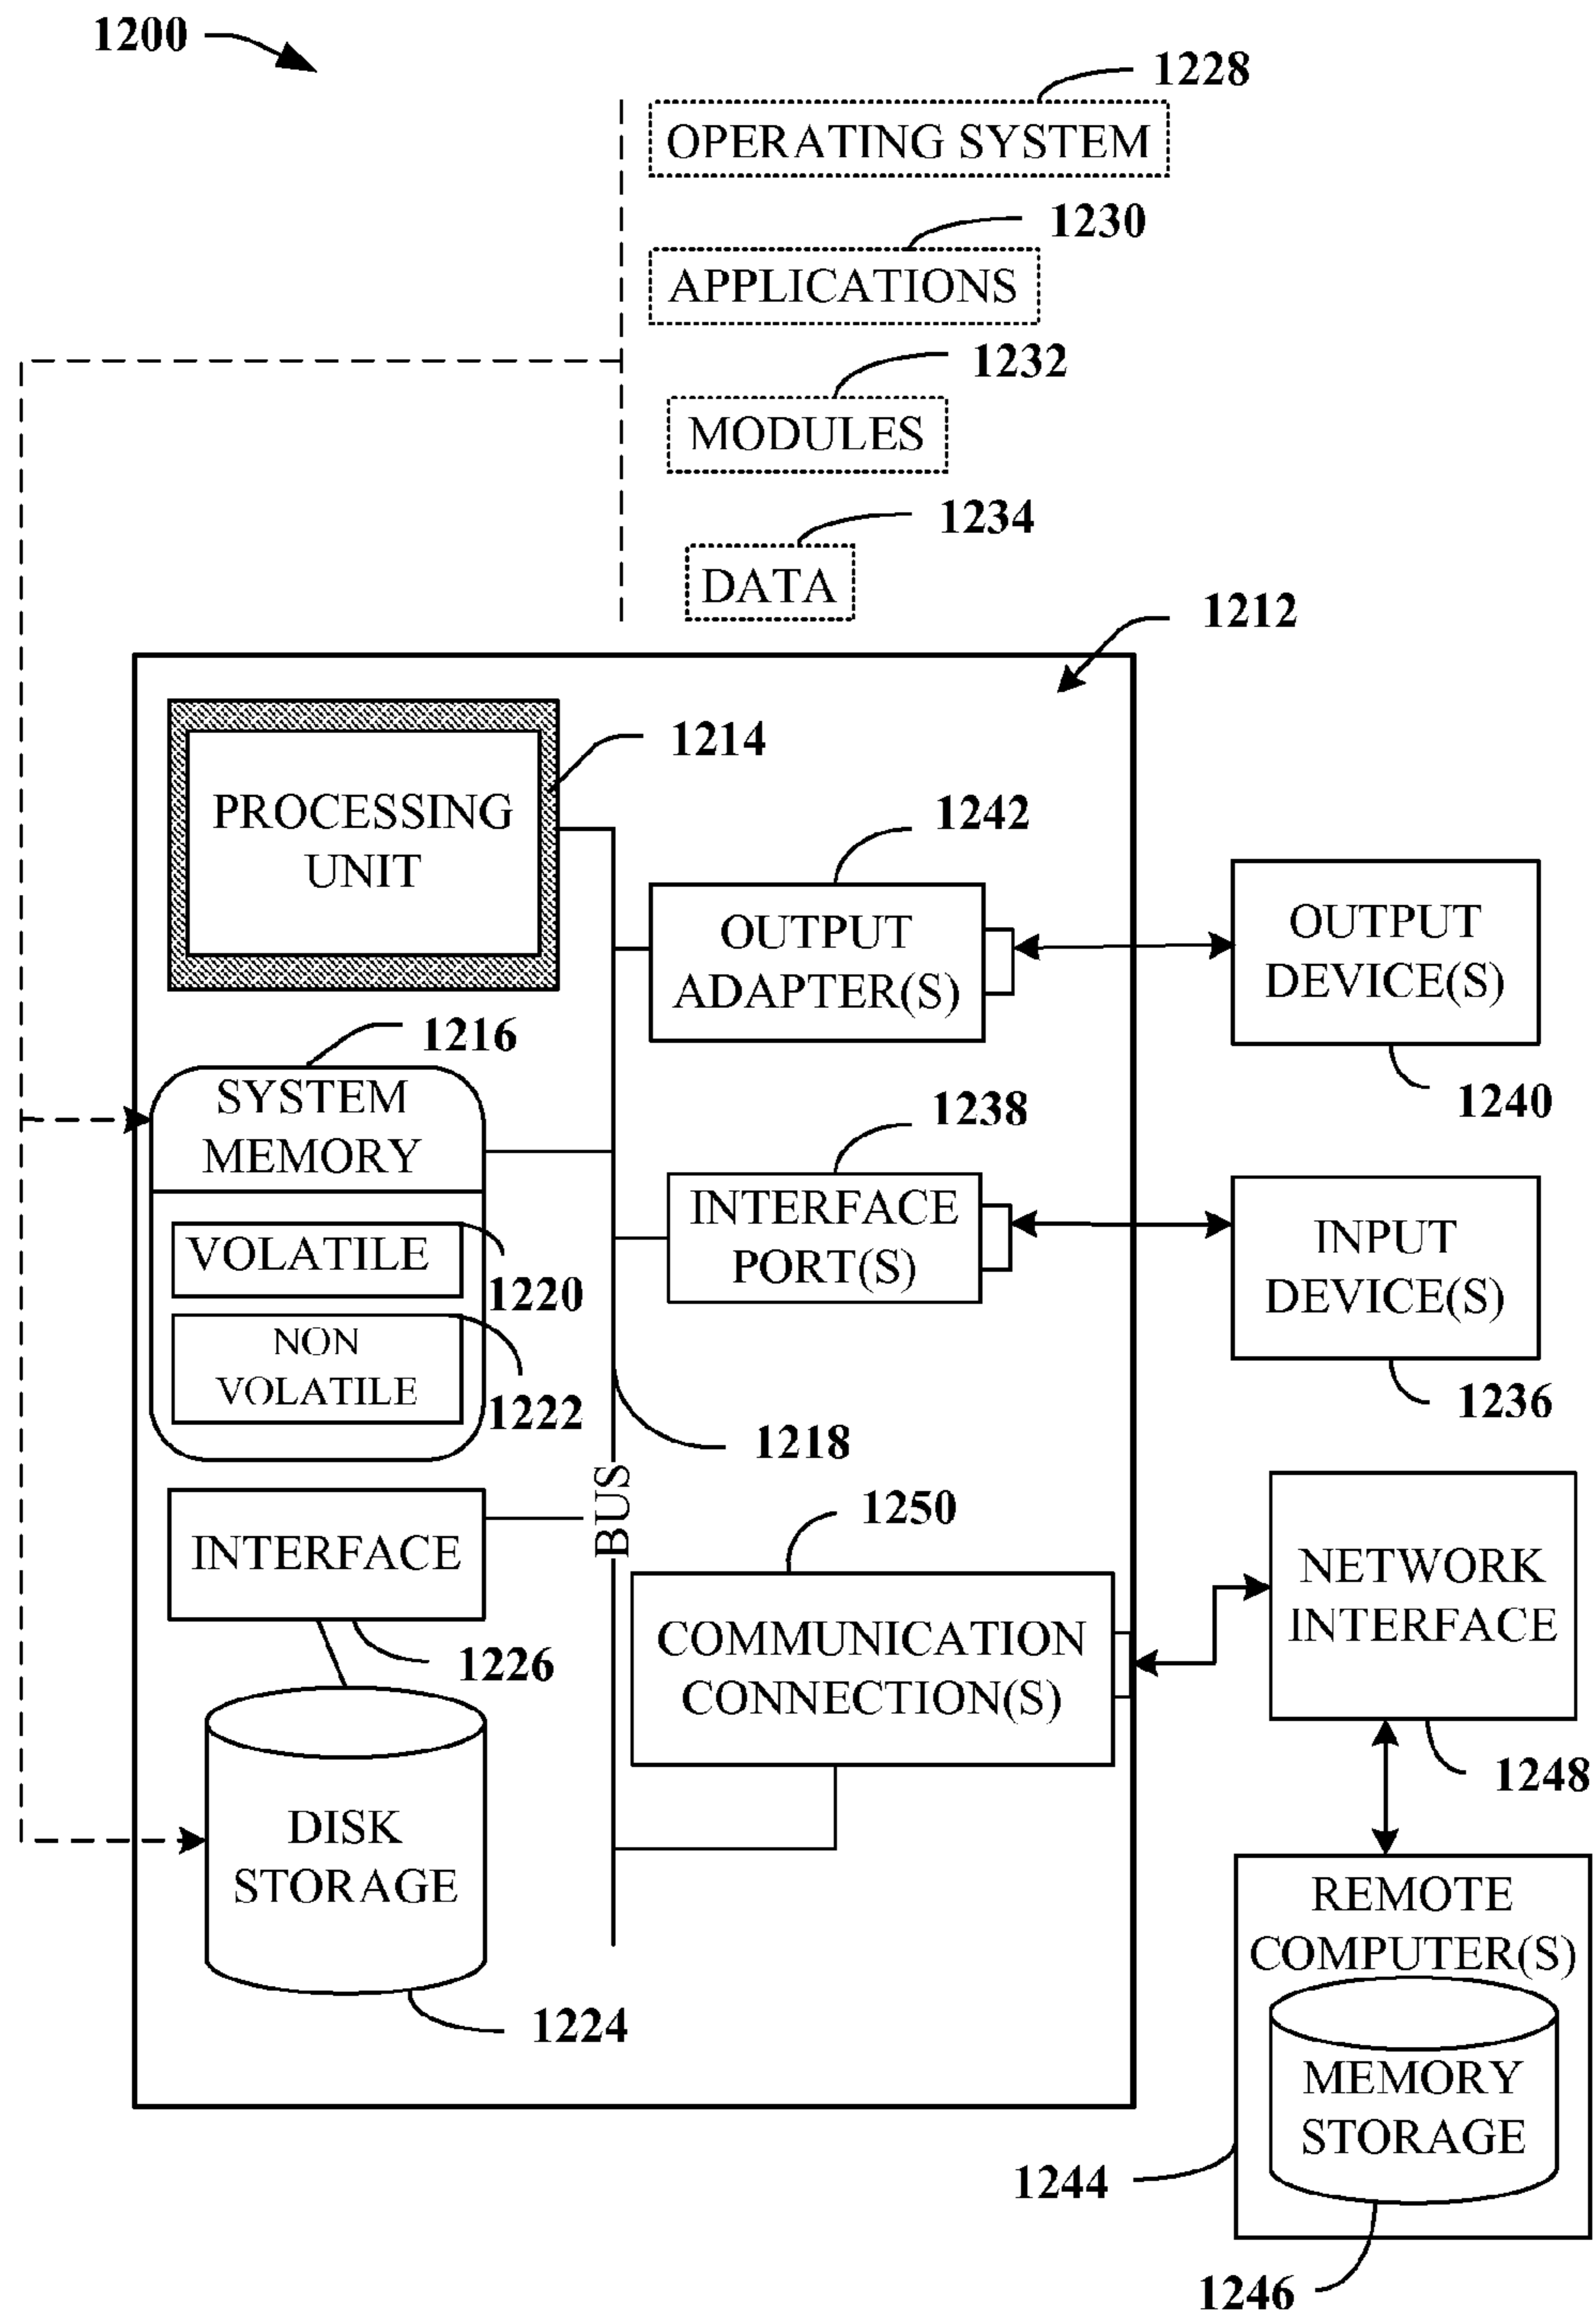 1200
1228
OPERATING SYSTEM
1230
APPLICATIONS
1232
MODULES
1234
DATA
1212
PROCESSING
UNIT
1214
1242
OUTPUT
ADAPTER(S)
OUTPUT
DEVICE(S)
1240
1216
SYSTEM
MEMORY
1238
INTERFACE
PORT(S)
INPUT
DEVICE(S)
1236
VOLATILE
1220
NON
VOLATILE
1222
1218
BUS
INTERFACE
1226
1250
COMMUNICATION
CONNECTION(S)
NETWORK
INTERFACE
1248
DISK
STORAGE
1224
REMOTE
COMPUTER(S)
MEMORY
STORAGE
1244
1246